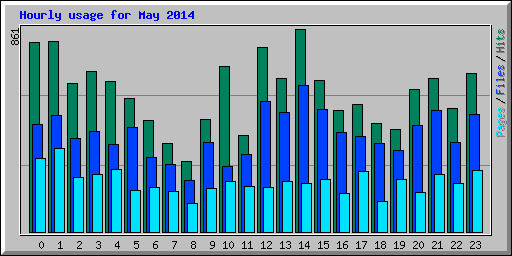 Hourly usage for May 2014
861
Pages/Files/Hits
0 1 2 3 4 5 6 7 8 9 10 11 12 13 14 15 16 17 18 19 20 21 22 23